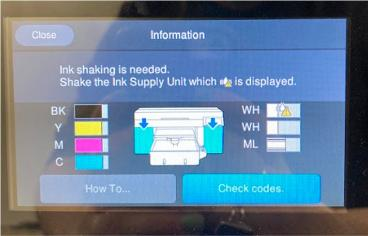 Close
Information
Ink shaking is needed.
Shake the Ink Supply Unit which is displayed.
BK
Y
M
C
WH
WH
ML
How To...
Check codes.